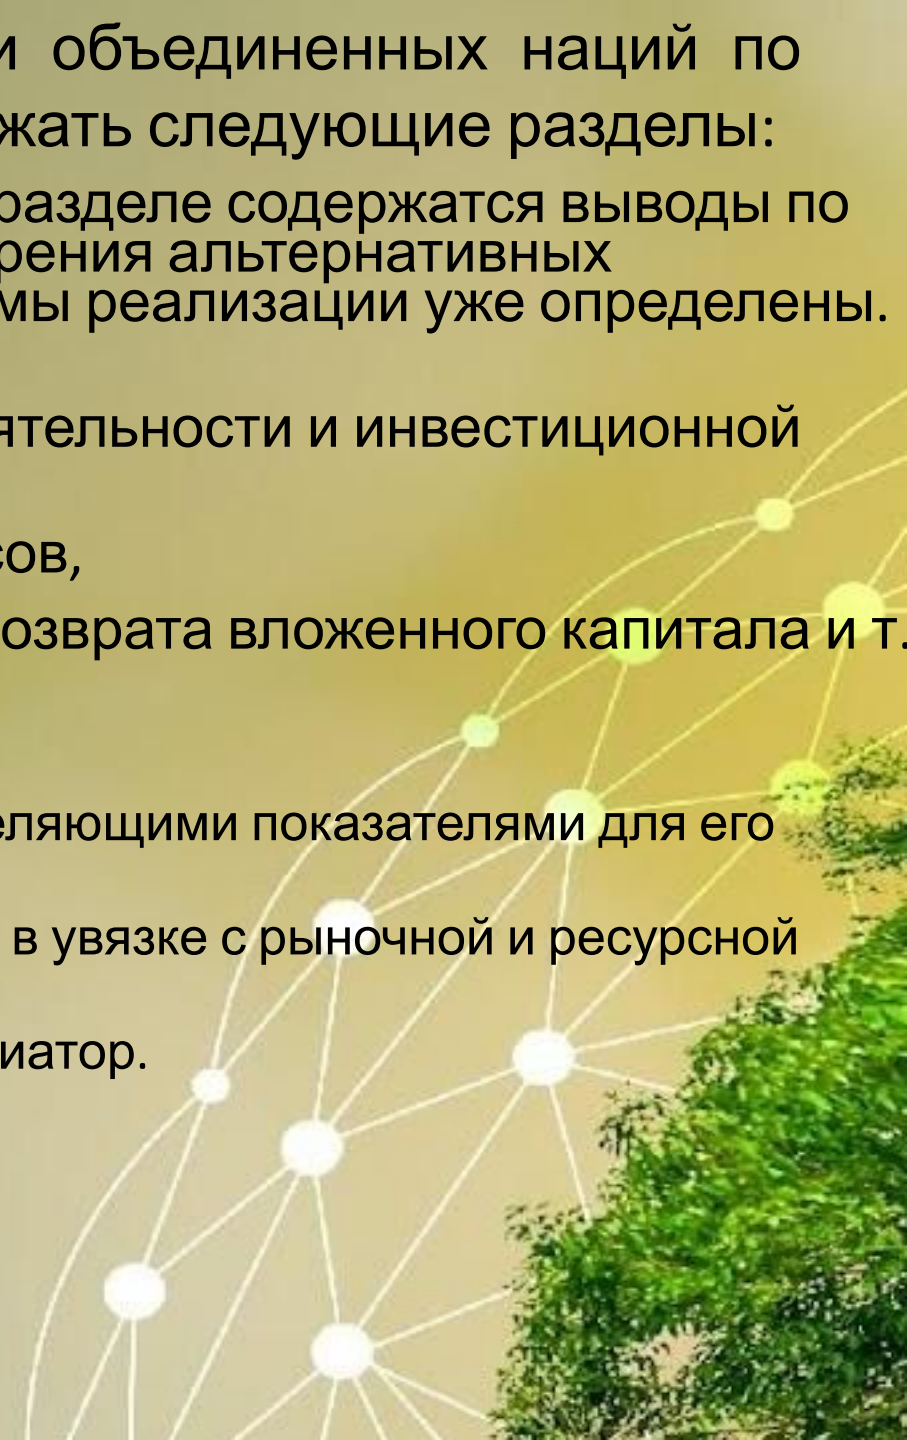 и объединенных наций по
жать следующие разделы:
разделе содержатся выводы по
рения альтернативных
мы реализации уже определены.
ятельности и инвестиционной
сов,
озврата вложенного капитала и т.
еляющими показателями для его
в увязке с рыночной и ресурсной
иатор.